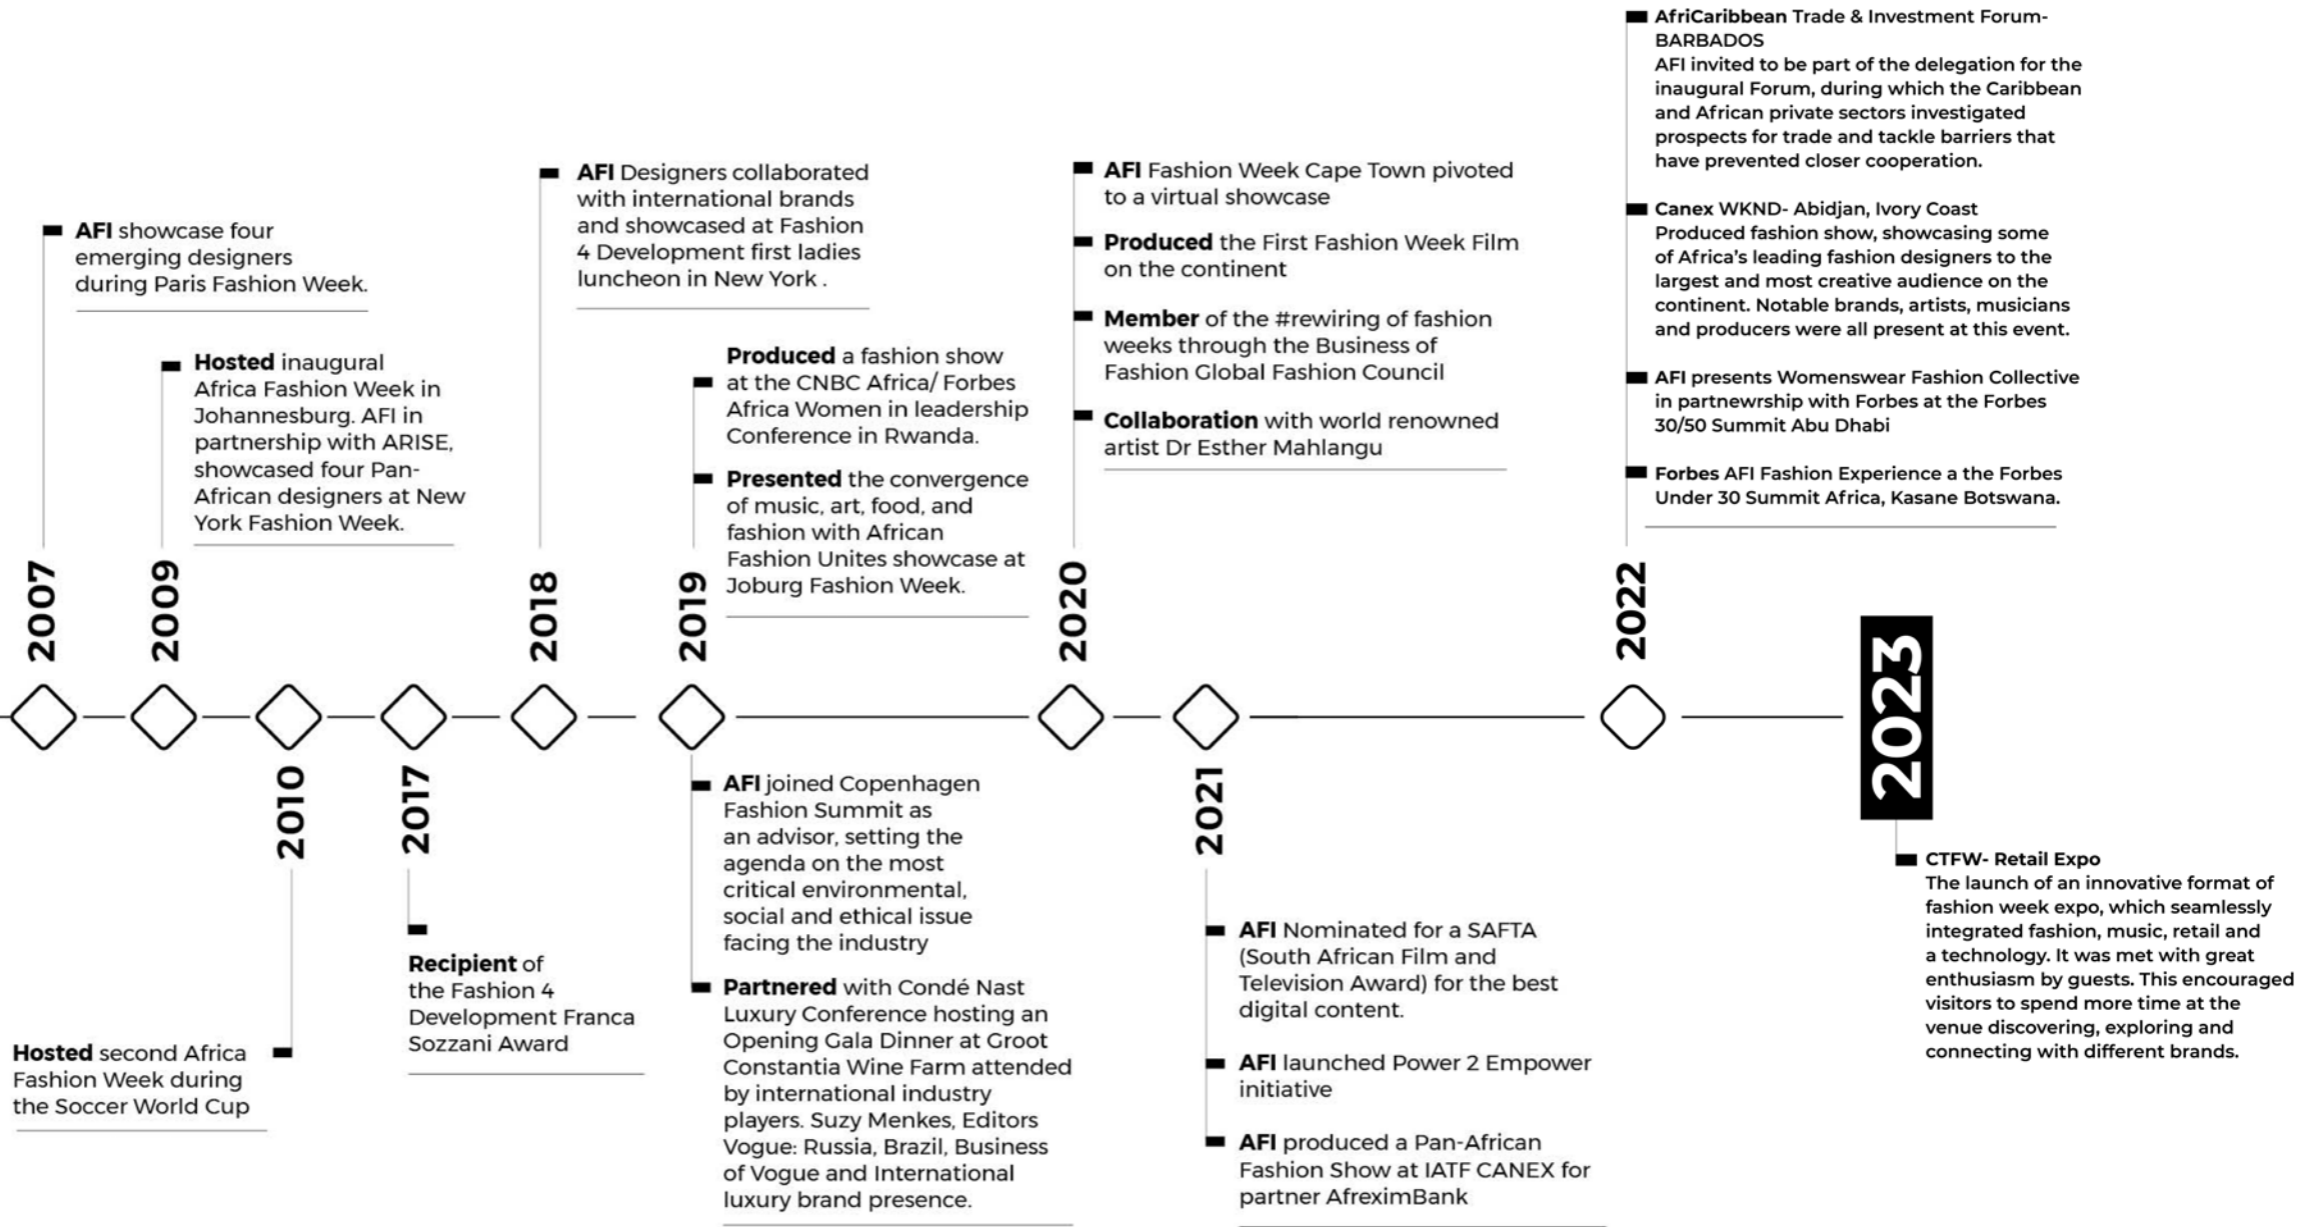 2007
AFI showcase four
emerging designers
during Paris Fashion Week.
2009
Hosted inaugural
Africa Fashion Week in
Johannesburg. AFI in
partnership with ARISE,
showcased four Pan-
African designers at New
York Fashion Week.
2010
Hosted second Africa
Fashion Week during
the Soccer World Cup
2017
Recipient of
the Fashion 4
Development Franca
Sozzani Award
2018
AFI Designers collaborated
with international brands
and showcased at Fashion
4 Development first ladies
luncheon in New York .
2019
Produced a fashion show
at the CNBC Africa/ Forbes
Africa Women in leadership
Conference in Rwanda.
Presented the convergence
of music, art, food, and
fashion with African
Fashion Unites showcase at
Joburg Fashion Week.
AFI joined Copenhagen
Fashion Summit as
an advisor, setting the
agenda on the most
critical environmental,
social and ethical issue
facing the industry
Partnered with Condé Nast
Luxury Conference hosting an
Opening Gala Dinner at Groot
Constantia Wine Farm attended
by international industry
players. Suzy Menkes, Editors
Vogue: Russia, Brazil, Business
of Vogue and International
luxury brand presence.
2020
AFI Fashion Week Cape Town pivoted
to a virtual showcase
Produced the First Fashion Week Film
on the continent
Member of the #rewiring of fashion
weeks through the Business of
Fashion Global Fashion Council
Collaboration with world renowned
artist Dr Esther Mahlangu
2021
AFI Nominated for a SAFTA
(South African Film and
Television Award) for the best
digital content.
AFI launched Power 2 Empower
initiative
AFI produced a Pan-African
Fashion Show at IATF CANEX for
partner AfreximBank
2022
AfriCaribbean Trade & Investment Forum-
BARBADOS
AFI invited to be part of the delegation for the
inaugural Forum, during which the Caribbean
and African private sectors investigated
prospects for trade and tackle barriers that
have prevented closer cooperation.
Canex WKND- Abidjan, Ivory Coast
Produced fashion show, showcasing some
of Africa's leading fashion designers to the
largest and most creative audience on the
continent. Notable brands, artists, musicians
and producers were all present at this event.
AFI presents Womenswear Fashion Collective
in partnewrship with Forbes at the Forbes
30/50 Summit Abu Dhabi
Forbes AFI Fashion Experience a the Forbes
Under 30 Summit Africa, Kasane Botswana.
2023
CTFW- Retail Expo
The launch of an innovative format of
fashion week expo, which seamlessly
integrated fashion, music, retail and
a technology. It was met with great
enthusiasm by guests. This encouraged
visitors to spend more time at the
venue discovering, exploring and
connecting with different brands.